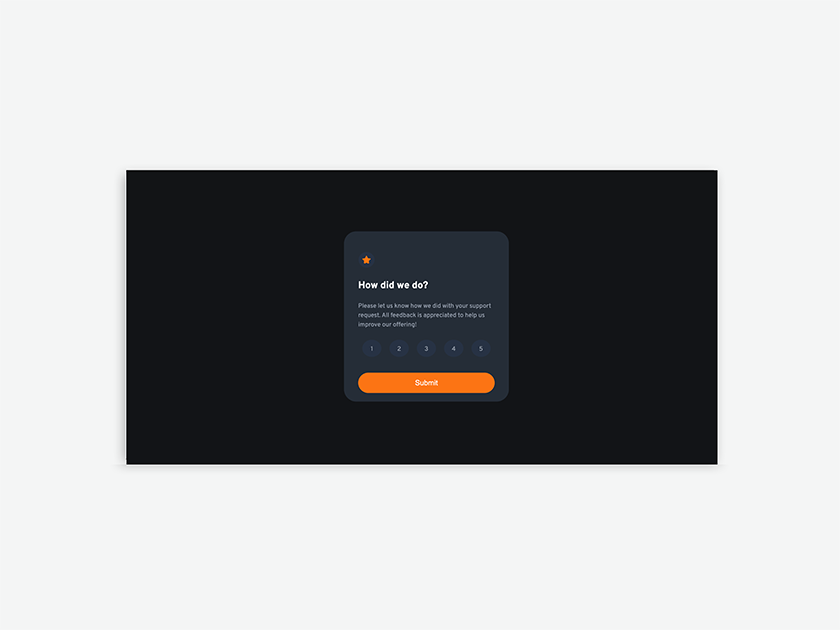 How did we do?
Please let us know how we did with your support
request. All feedback is appreciated to help us
improve our offering!
1 2 3 4 5
Submit